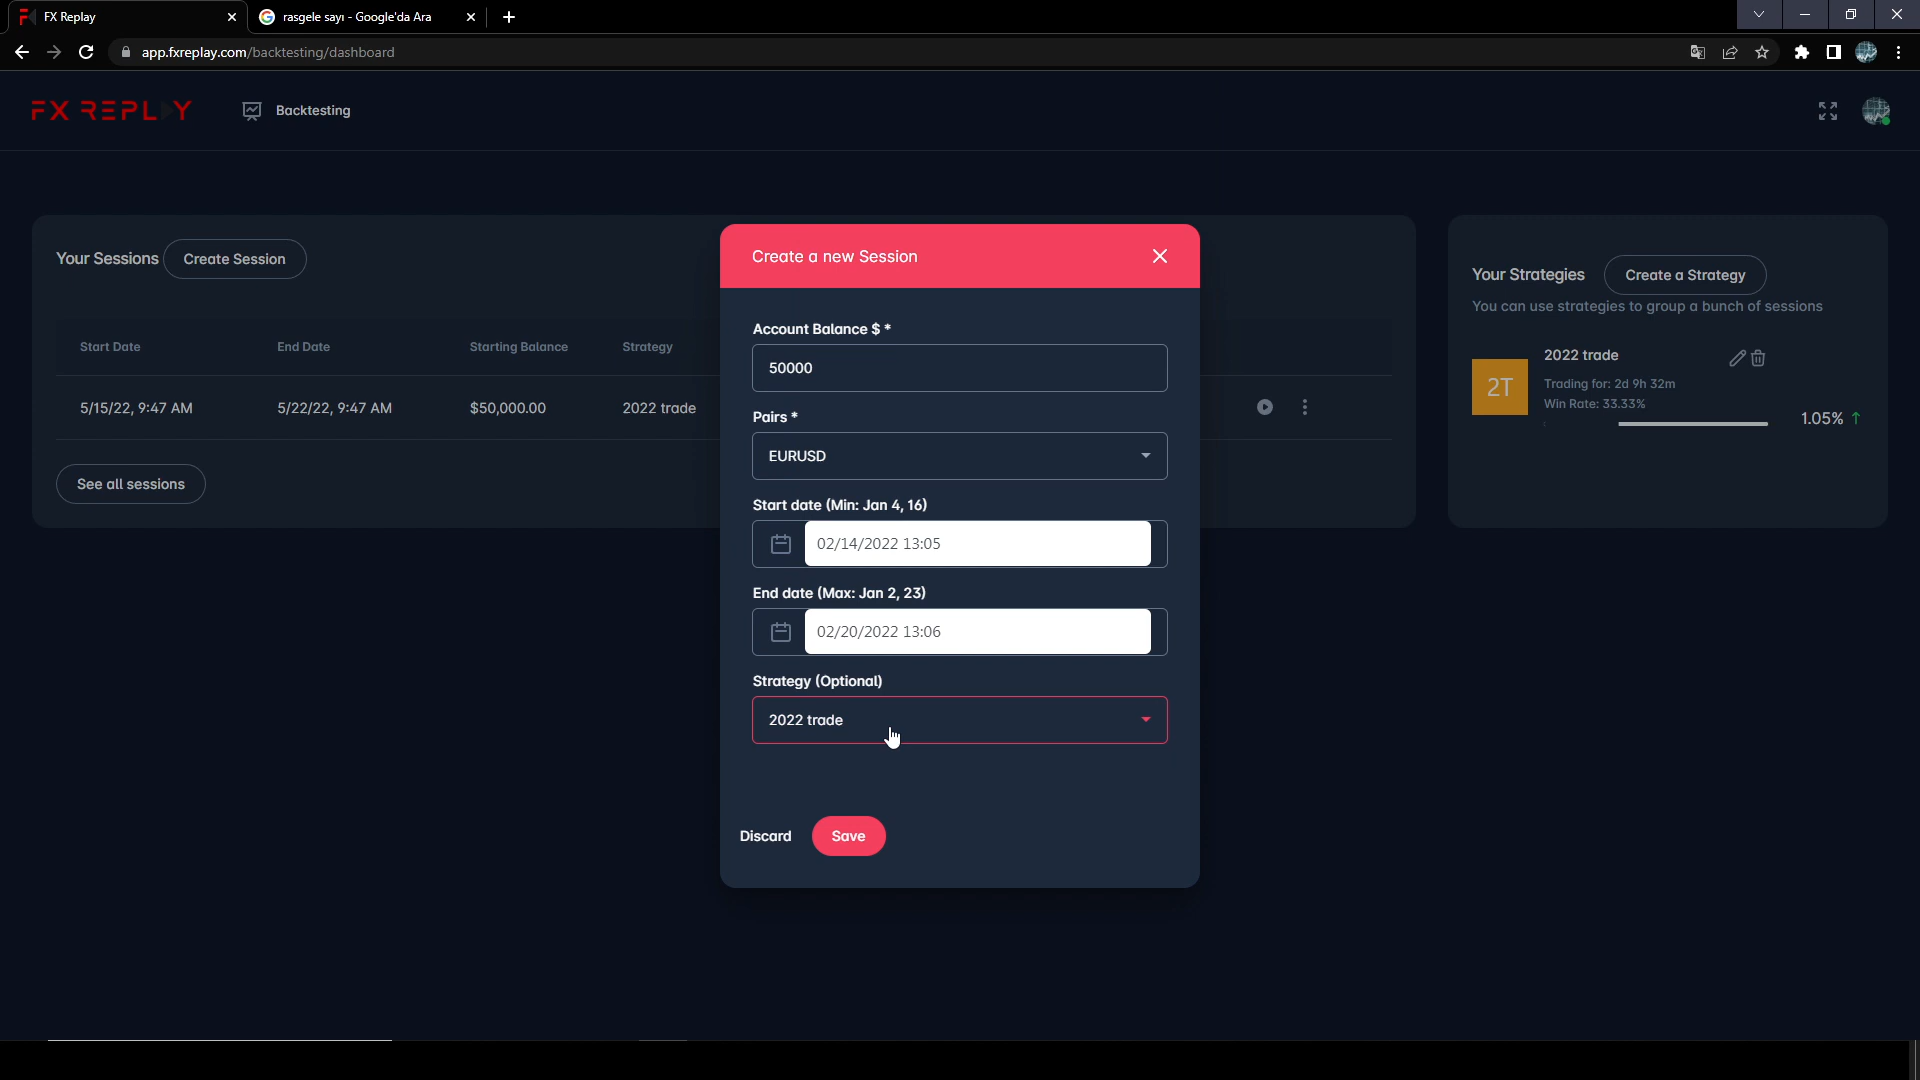 FX Replay
rasgele sayı - Google'da Ara
app.fxreplay.com/backtesting/dashboard
FX REPLAY
Backtesting
Your Sessions
Create Session
Start Date
End Date
Starting Balance
Strategy
5/15/22, 9:47 AM
5/22/22, 9:47 AM
$50,000.00
2022 trade
See all sessions
Create a new Session
Account Balance $ *
50000
Pairs *
EURUSD
Start date (Min: Jan 4, 16)
02/14/2022 13:05
End date (Max: Jan 2, 23)
02/20/2022 13:06
Strategy (Optional)
2022 trade
Discard
Save
Your Strategies
Create a Strategy
You can use strategies to group a bunch of sessions
2T
2022 trade
Trading for: 2d 9h 32m
Win Rate: 33.33%
1.05% ↑